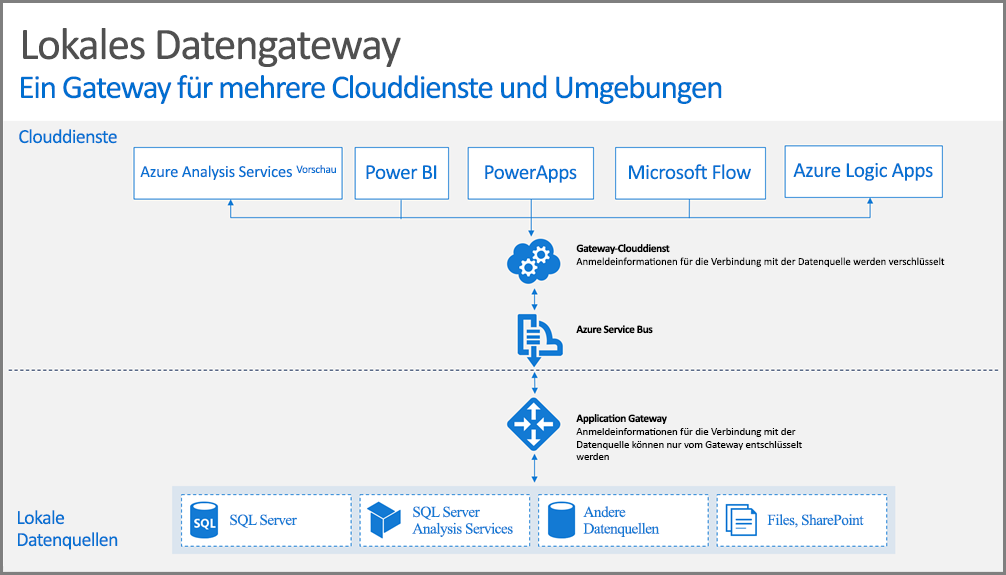 Lokales Datengateway
Ein Gateway für mehrere Clouddienste und Umgebungen
Clouddienste
Azure Analysis Services Vorschau
Power BI
PowerApps
Microsoft Flow
Azure Logic Apps
Gateway-Clouddienst
Anmeldeinformationen für die Verbindung mit der Datenquelle werden verschlüsselt
Azure Service Bus
Application Gateway
Anmeldeinformationen für die Verbindung mit der
Datenquelle können nur vom Gateway entschlüsselt
werden
Lokale
Datenquellen
SQL
SQL Server
SQL Server
Analysis Services
Andere
Datenquellen
Files, SharePoint